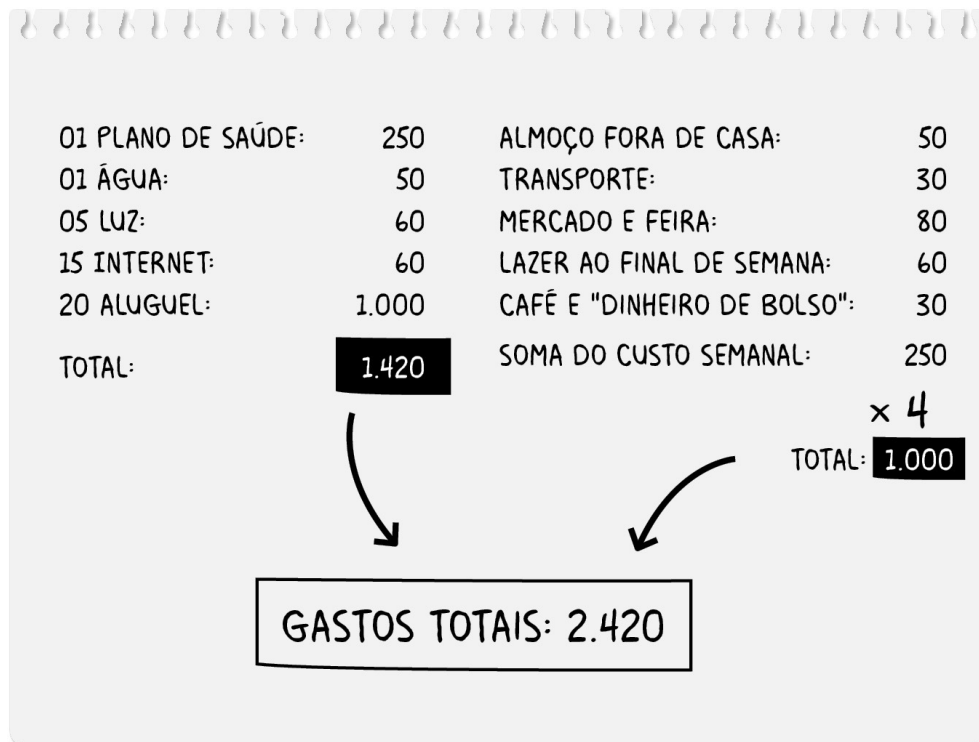 01 PLANO DE SAÚDE: 250
01 ÁGUA: 50
05 LUZ: 60
15 INTERNET: 60
20 ALUGUEL: 1.000
TOTAL: 1.420
ALMOÇO FORA DE CASA: 50
TRANSPORTE: 30
MERCADO E FEIRA: 80
LAZER AO FINAL DE SEMANA: 60
CAFÉ E "DINHEIRO DE BOLSO": 30
SOMA DO CUSTO SEMANAL: 250
x 4
TOTAL: 1.000
GASTOS TOTAIS: 2.420